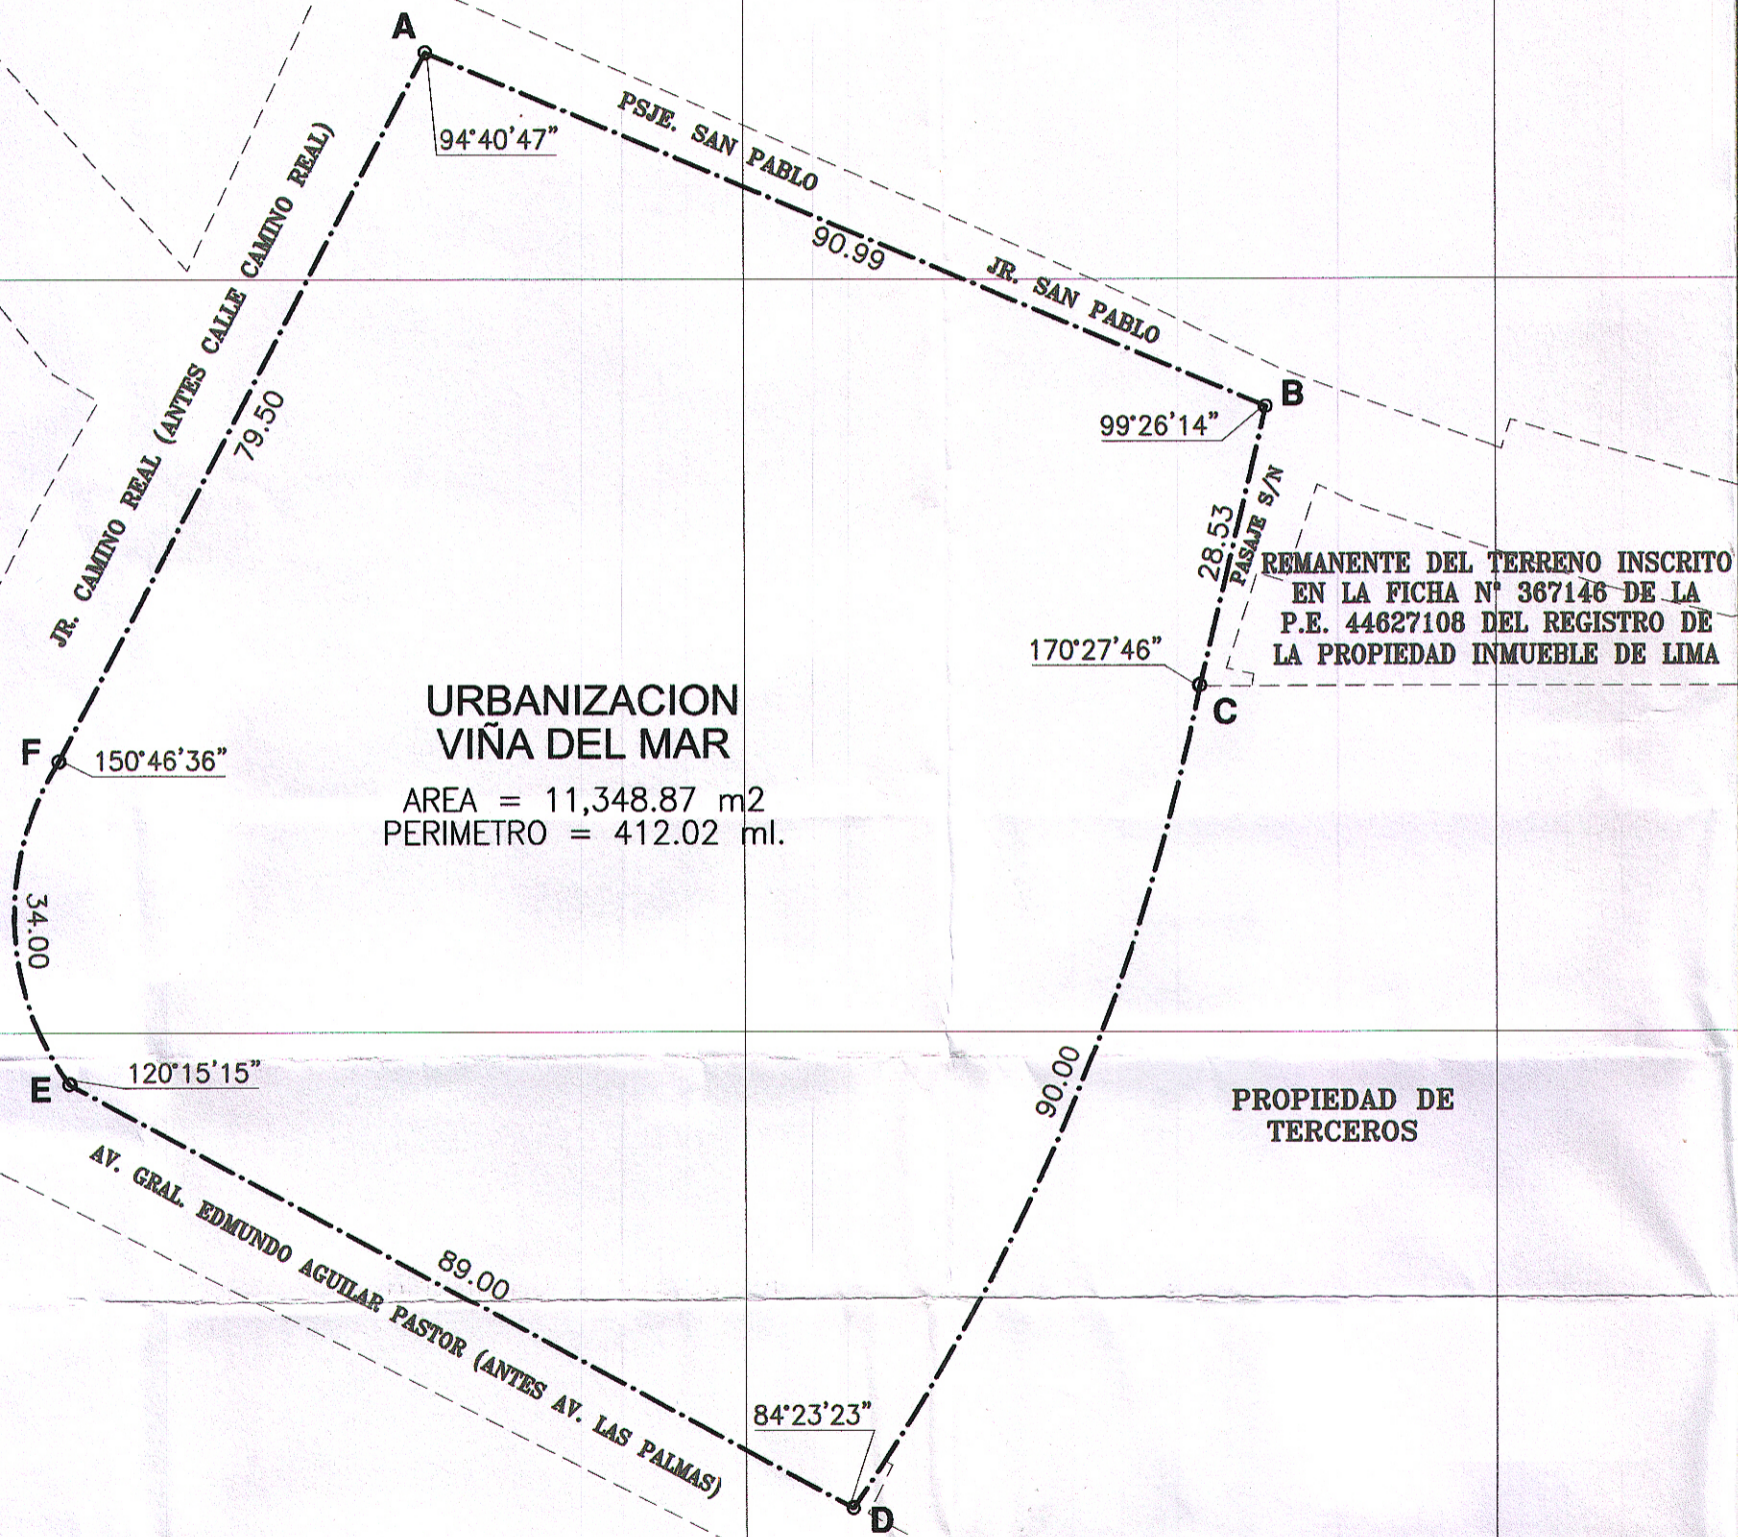 A
94°40'47"
PSJE. SAN PABLO
90.99
JR. SAN PABLO
B
99°26'14"
JR. CAMINO REAL (ANTES CALLE CAMINO REAL)
79.50
28.53
PASAJE S/N
REMANENTE DEL TERRENO INSCRITO
EN LA FICHA N° 367146 DE LA
P.E. 44627108 DEL REGISTRO DE
LA PROPIEDAD INMUEBLE DE LIMA
170°27'46"
C
URBANIZACION
VIÑA DEL MAR
AREA = 11,348.87 m2
PERIMETRO = 412.02 ml.
F
150°46'36"
34.00
E
120°15'15"
90.00
PROPIEDAD DE
TERCEROS
89.00
AV. GRAL. EDMUNDO AGUILAR PASTOR (ANTES AV. LAS PALMAS)
84°23'23"
D